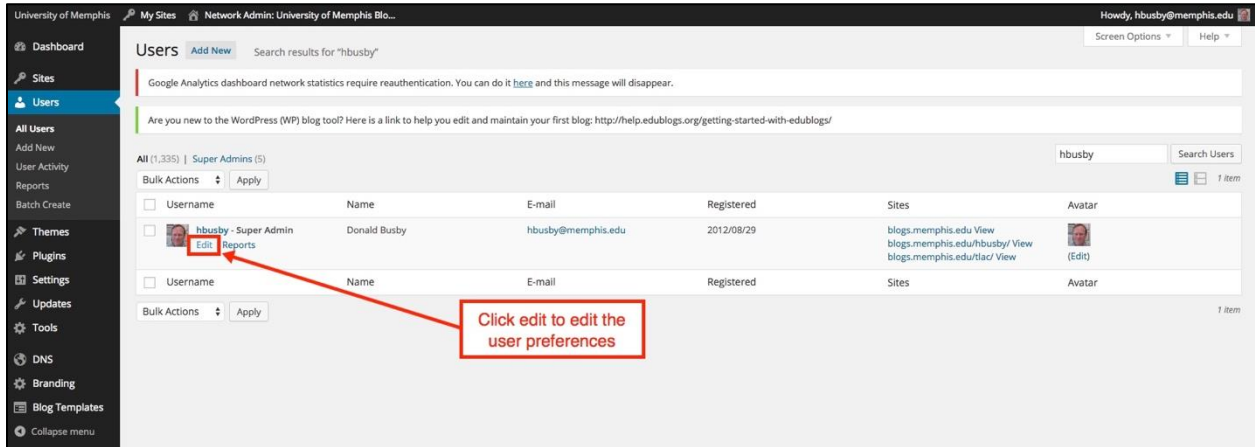 University of Memphis My Sites Network Admin: University of Memphis Blo... Howdy, hbusby@memphis.edu
Screen Options Help
Dashboard
Sites
Users
All Users
Add New
User Activity
Reports
Batch Create
Themes
Plugins
Settings
Updates
Tools
DNS
Branding
Blog Templates
Collapse menu
Users Add New Search results for "hbusby"
Google Analytics dashboard network statistics require reauthentication. You can do it here and this message will disappear.
Are you new to the WordPress (WP) blog tool? Here is a link to help you edit and maintain your first blog: http://help.edublogs.org/getting-started-with-edublogs/
All (1,335) | Super Admins (5)
hbusby Search Users
Bulk Actions Apply
1 item
Username Name E-mail Registered Sites Avatar
hbusby - Super Admin Donald Busby hbusby@memphis.edu 2012/08/29 blogs.memphis.edu View
Edit Reports
blogs.memphis.edu/hbusby/ View
blogs.memphis.edu/tlac/ View
(Edit)
Username Name E-mail Registered Sites Avatar
Bulk Actions Apply
1 item
Click edit to edit the
user preferences